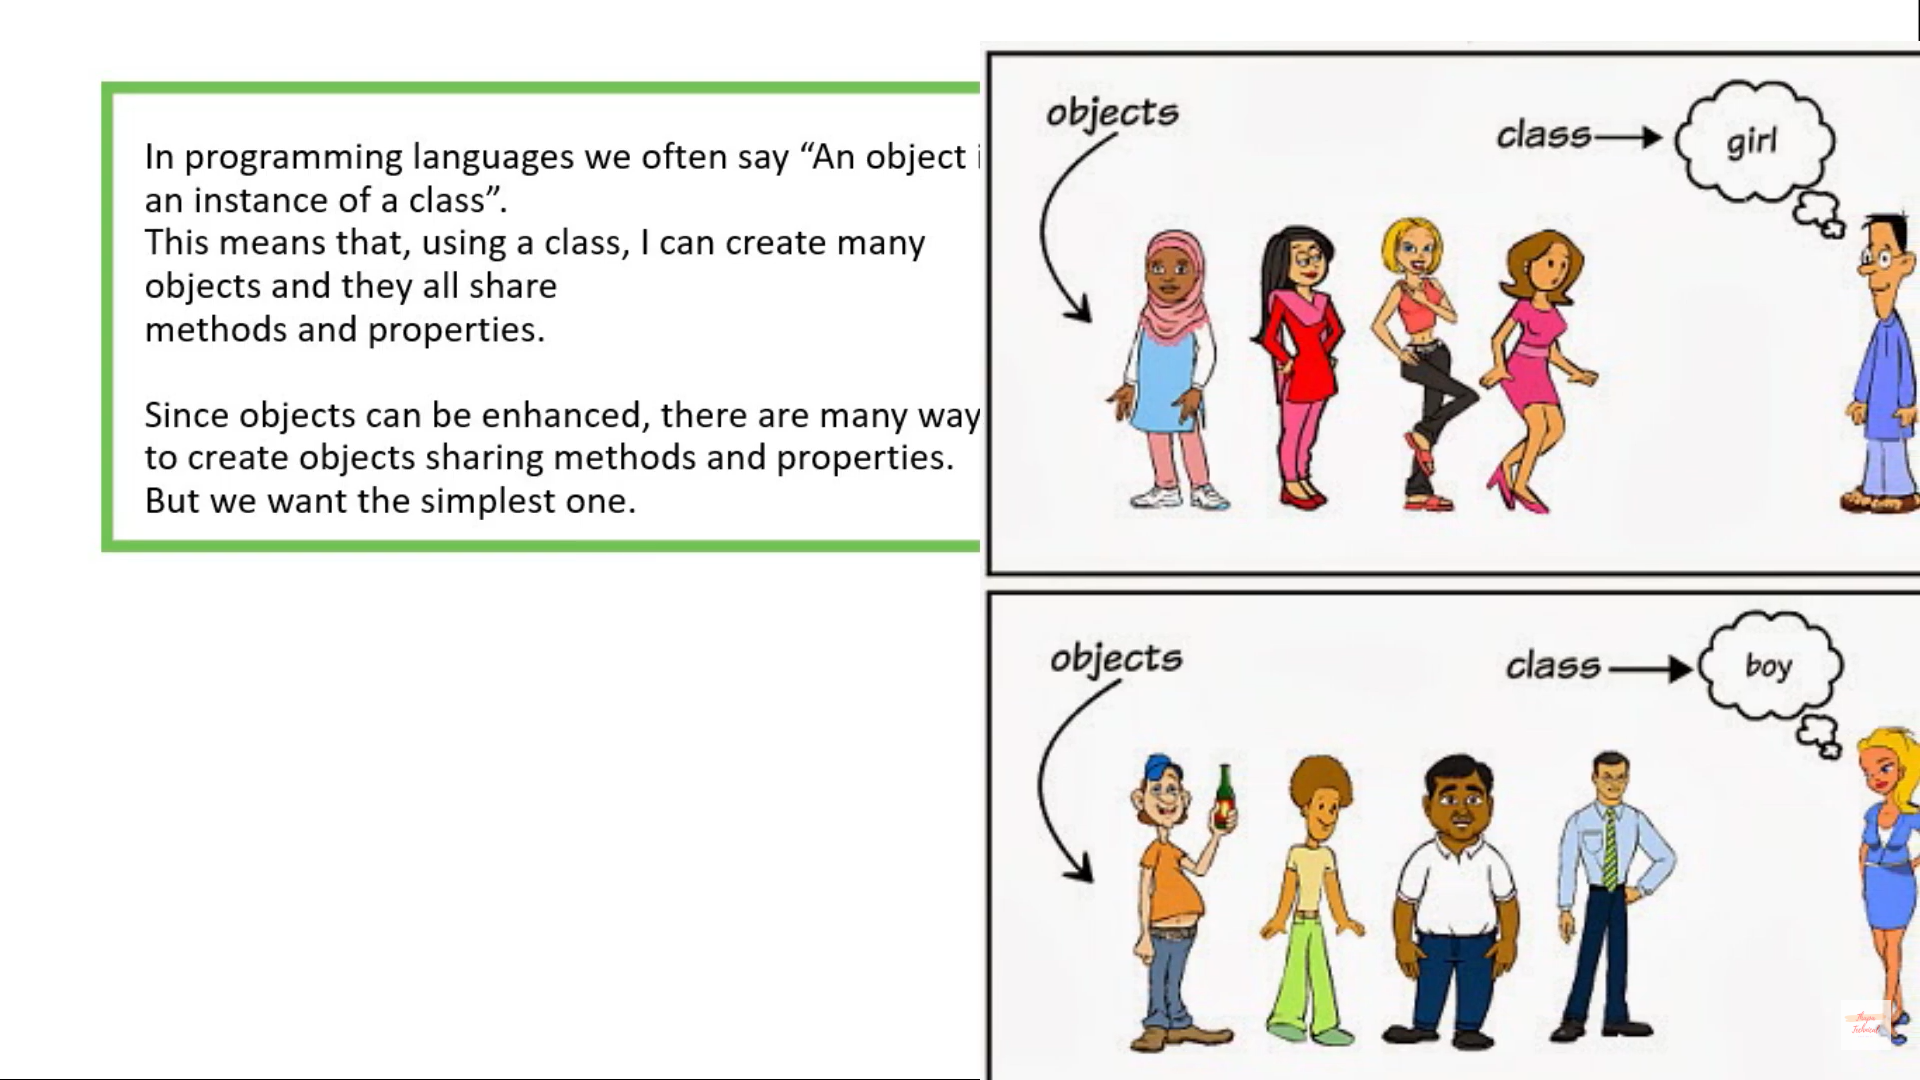 In programming languages we often say “An object
an instance of a class”.
This means that, using a class, I can create many
objects and they all share
methods and properties.
Since objects can be enhanced, there are many way
to create objects sharing methods and properties.
But we want the simplest one.
objects
class
girl
objects
class
boy